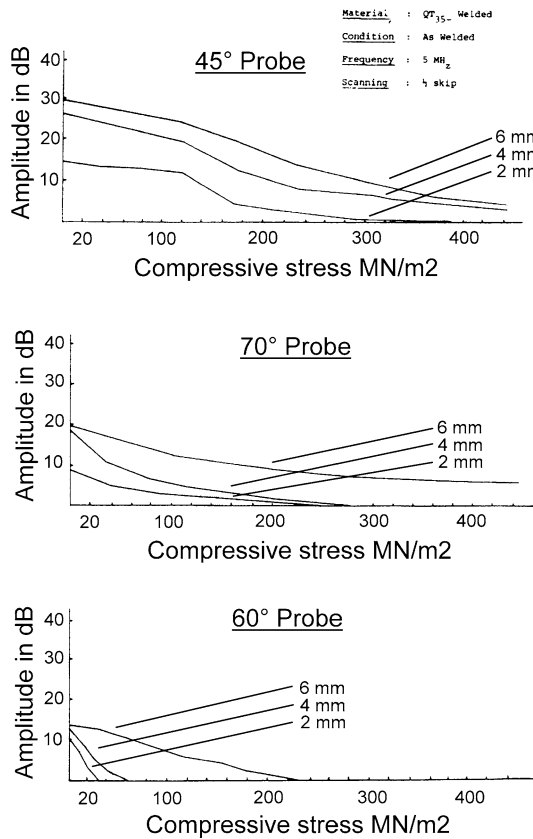 Material : QT35- Welded
Condition : As Welded
Frequency : 5 MHz
Scanning : ½ skip
45° Probe
Amplitude in dB
40
30
20
10
6 mm
4 mm
2 mm
20 100 200 300 400
Compressive stress MN/m2
70° Probe
Amplitude in dB
40
30
20
10
6 mm
4 mm
2 mm
20 100 200 300 400
Compressive stress MN/m2
60° Probe
Amplitude in dB
40
30
20
10
6 mm
4 mm
2 mm
20 100 200 300 400
Compressive stress MN/m2